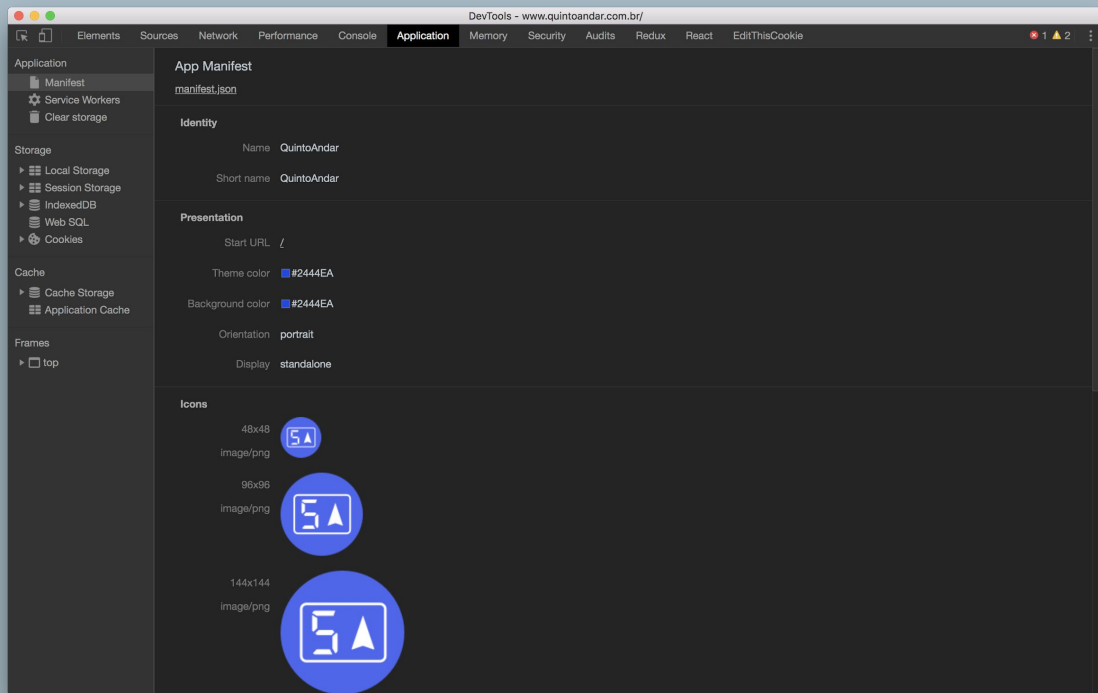 DevTools - www.quintoandar.com.br/
Elements Sources Network Performance Console Application Memory Security Audits Redux React EditThisCookie 1 2
Application
Manifest
Service Workers
Clear storage
Storage
Local Storage
Session Storage
IndexedDB
Web SQL
Cookies
Cache
Cache Storage
Application Cache
Frames
top
App Manifest
manifest.json
Identity
Name QuintoAndar
Short name QuintoAndar
Presentation
Start URL /
Theme color #2444EA
Background color #2444EA
Orientation portrait
Display standalone
Icons
48x48
image/png
5
96x96
image/png
5
144x144
image/png
5